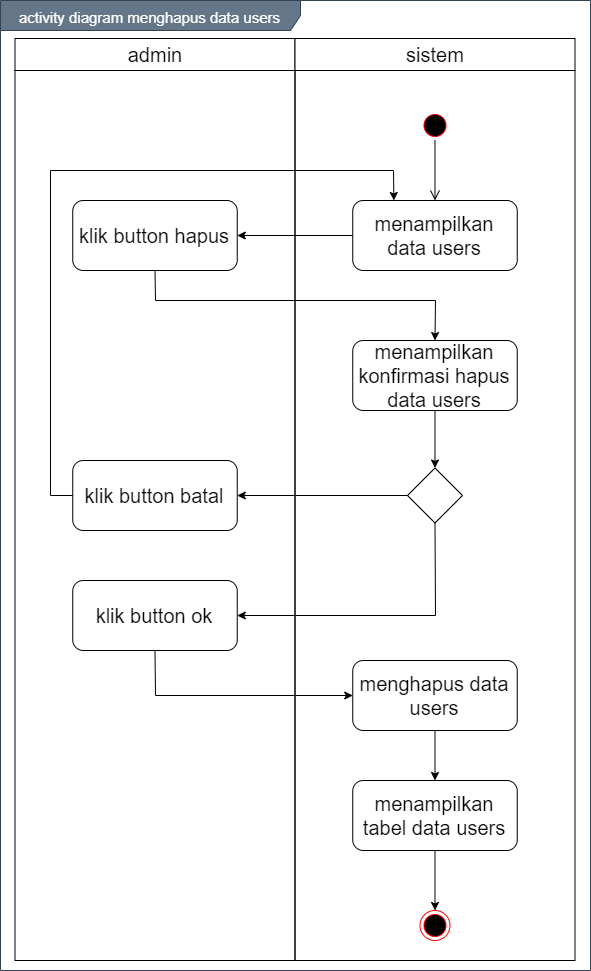 activity diagram menghapus data users
admin
sistem
menampilkan
data users
klik button hapus
menampilkan
konfirmasi hapus
data users
klik button batal
klik button ok
menghapus data
users
menampilkan
tabel data users